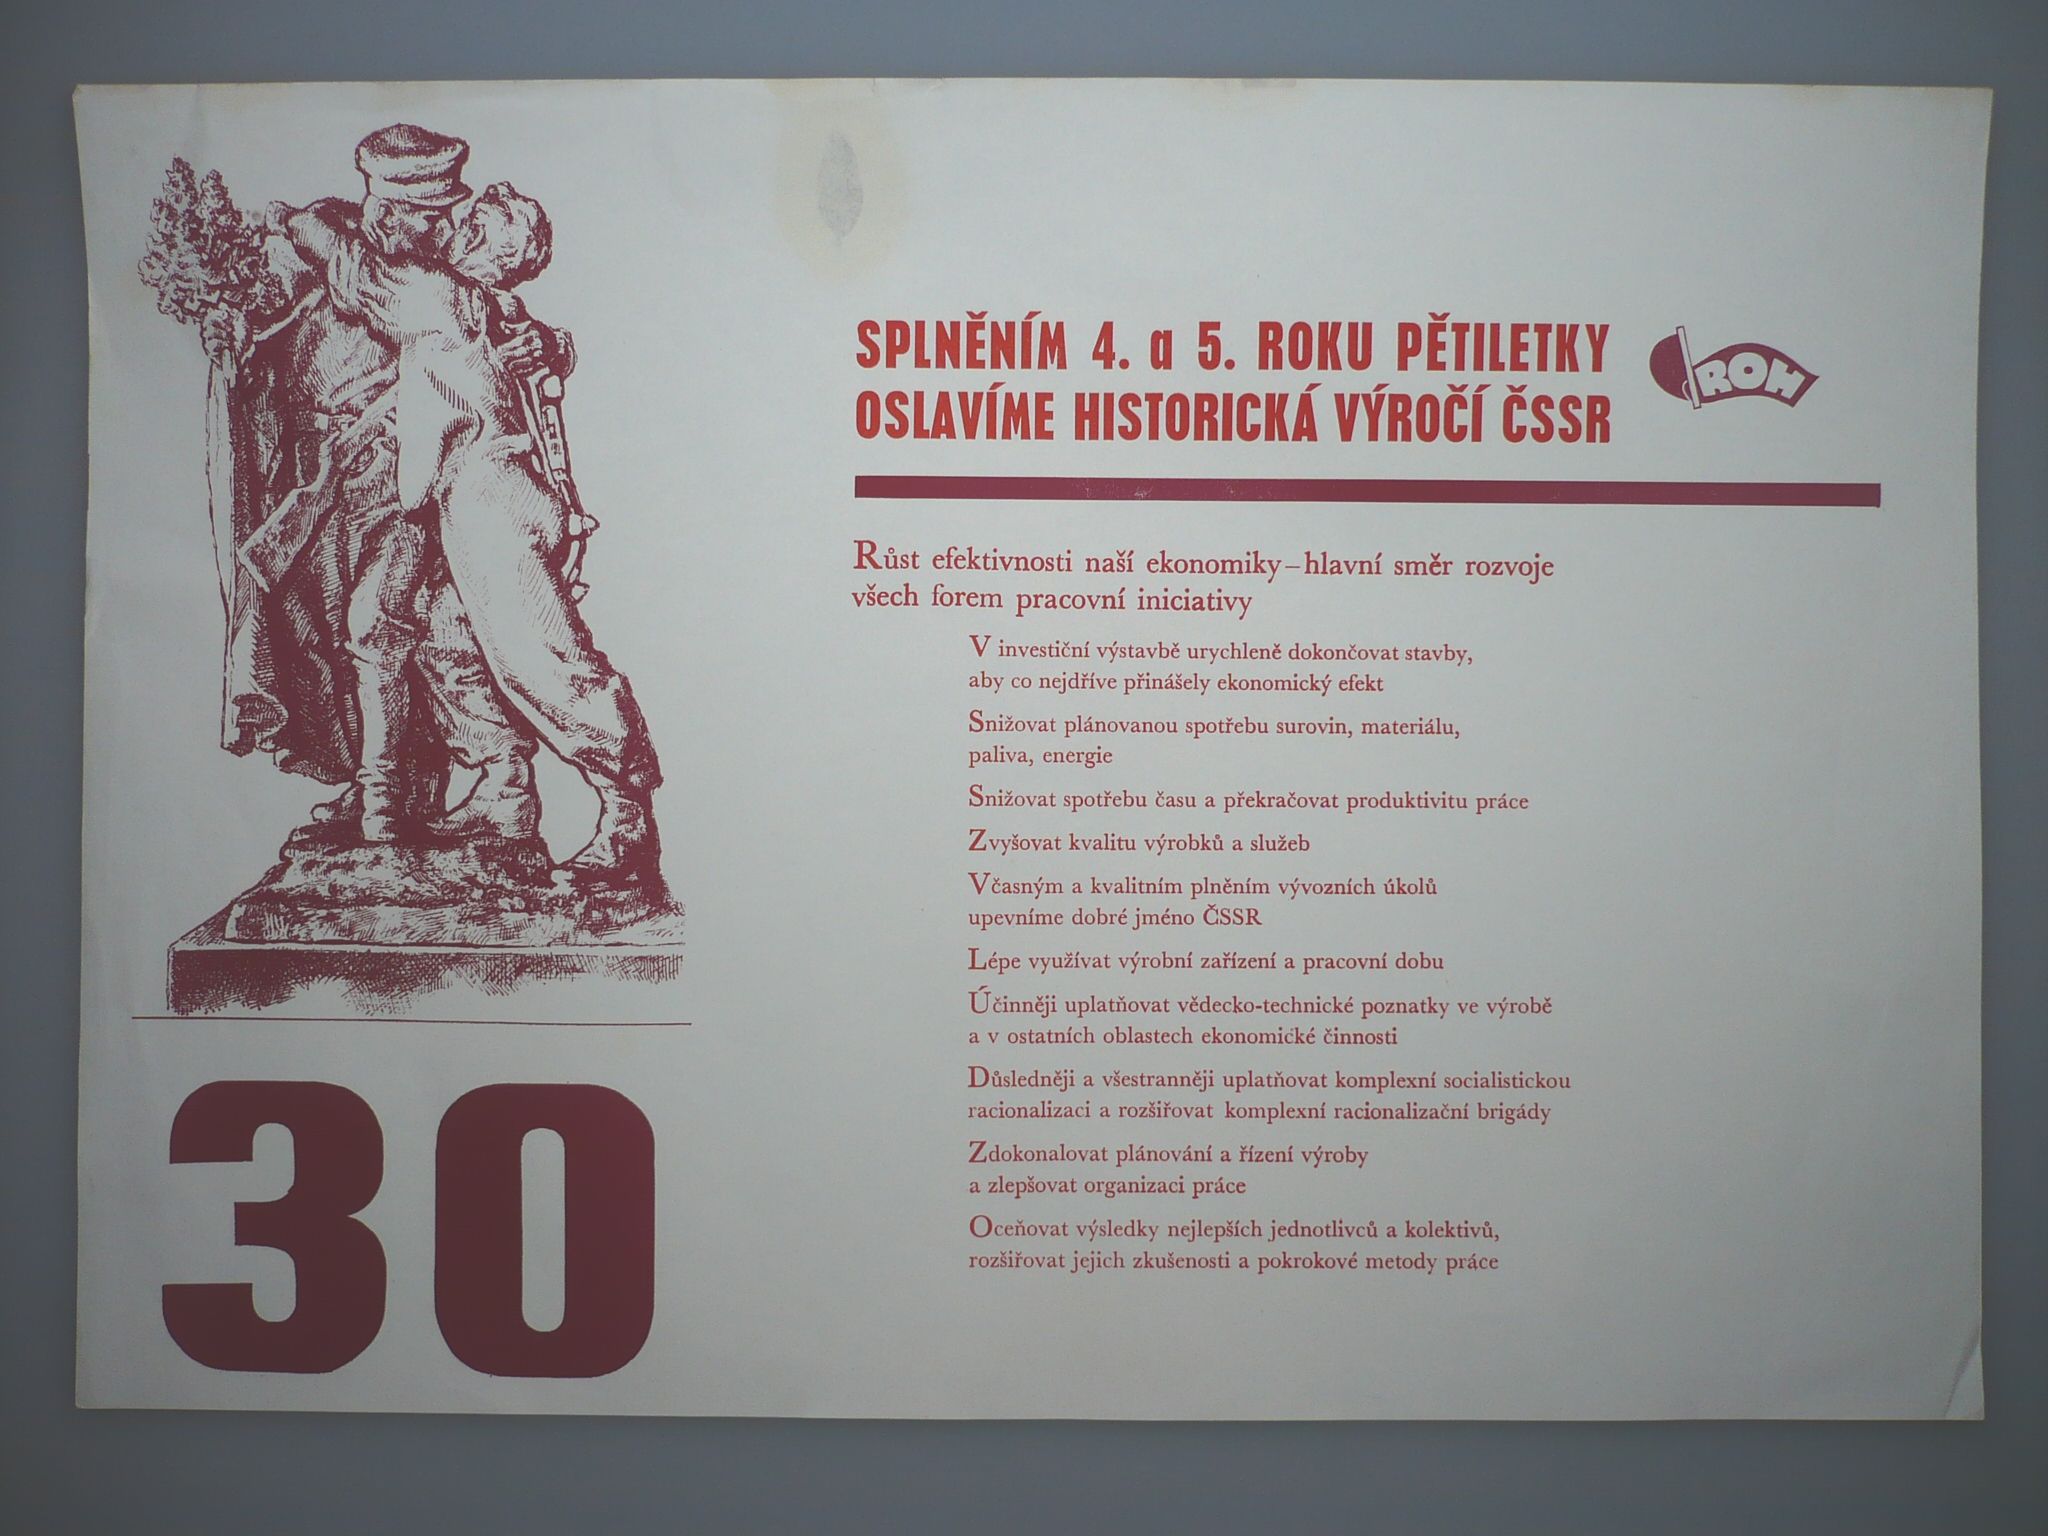 SPLNĚNÍM 4. a 5. ROKU PĚTILETKY
OSLAVÍME HISTORICKÁ VÝROČÍ ČSSR
ROH
Růst efektivnosti naší ekonomiky – hlavní směr rozvoje
všech forem pracovní iniciativy
V investiční výstavbě urychleně dokončovat stavby,
aby co nejdříve přinášely ekonomický efekt
Snižovat plánovanou spotřebu surovin, materiálu,
paliva, energie
Snižovat spotřebu času a překračovat produktivitu práce
Zvyšovat kvalitu výrobků a služeb
Včasným a kvalitním plněním vývozních úkolů
upevníme dobré jméno ČSSR
Lépe využívat výrobní zařízení a pracovní dobu
Účinněji uplatňovat vědecko-technické poznatky ve výrobě
a v ostatních oblastech ekonomické činnosti
Důsledněji a všestranněji uplatňovat komplexní socialistickou
racionalizaci a rozšiřovat komplexní racionalizační brigády
Zdokonalovat plánování a řízení výroby
a zlepšovat organizaci práce
Oceňovat výsledky nejlepších jednotlivců a kolektivů,
rozšiřovat jejich zkušenosti a pokrokové metody práce
30